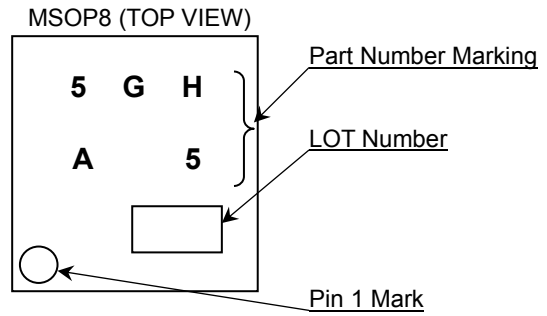 MSOP8 (TOP VIEW)
Part Number Marking
5 G H
LOT Number
A 5
Pin 1 Mark